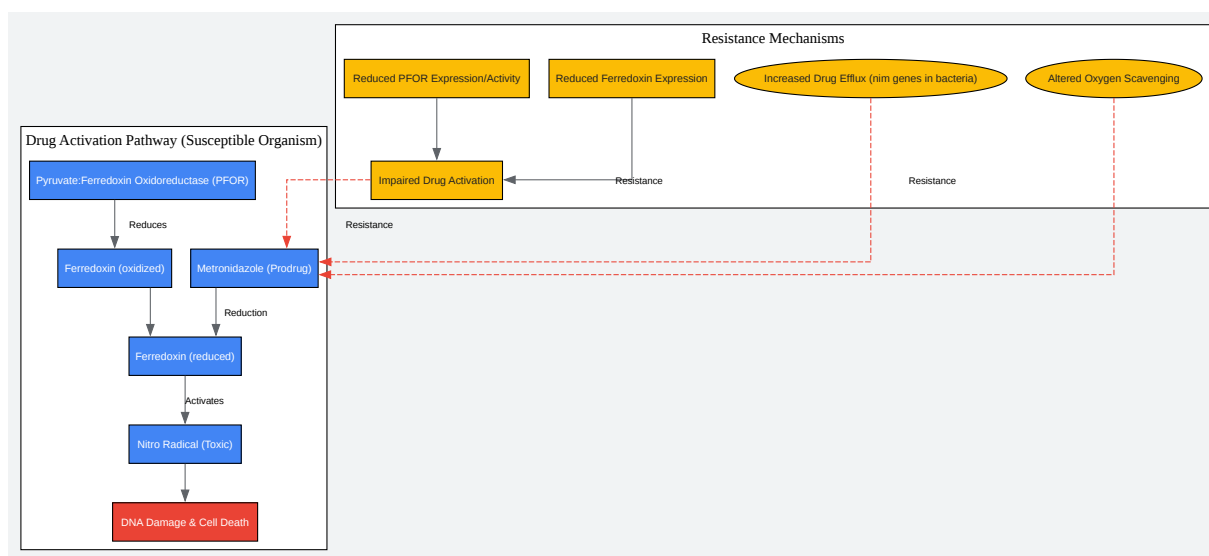 Resistance Mechanisms
Reduced PFOR Expression/Activity
Reduced Ferredoxin Expression
Increased Drug Efflux (nim genes in bacteria)
Altered Oxygen Scavenging
Impaired Drug Activation
Resistance
Resistance
Resistance
Drug Activation Pathway (Susceptible Organism)
Pyruvate:Ferredoxin Oxidoreductase (PFOR)
Reduces
Ferredoxin (oxidized)
Metronidazole (Prodrug)
Reduction
Ferredoxin (reduced)
Activates
Nitro Radical (Toxic)
DNA Damage & Cell Death